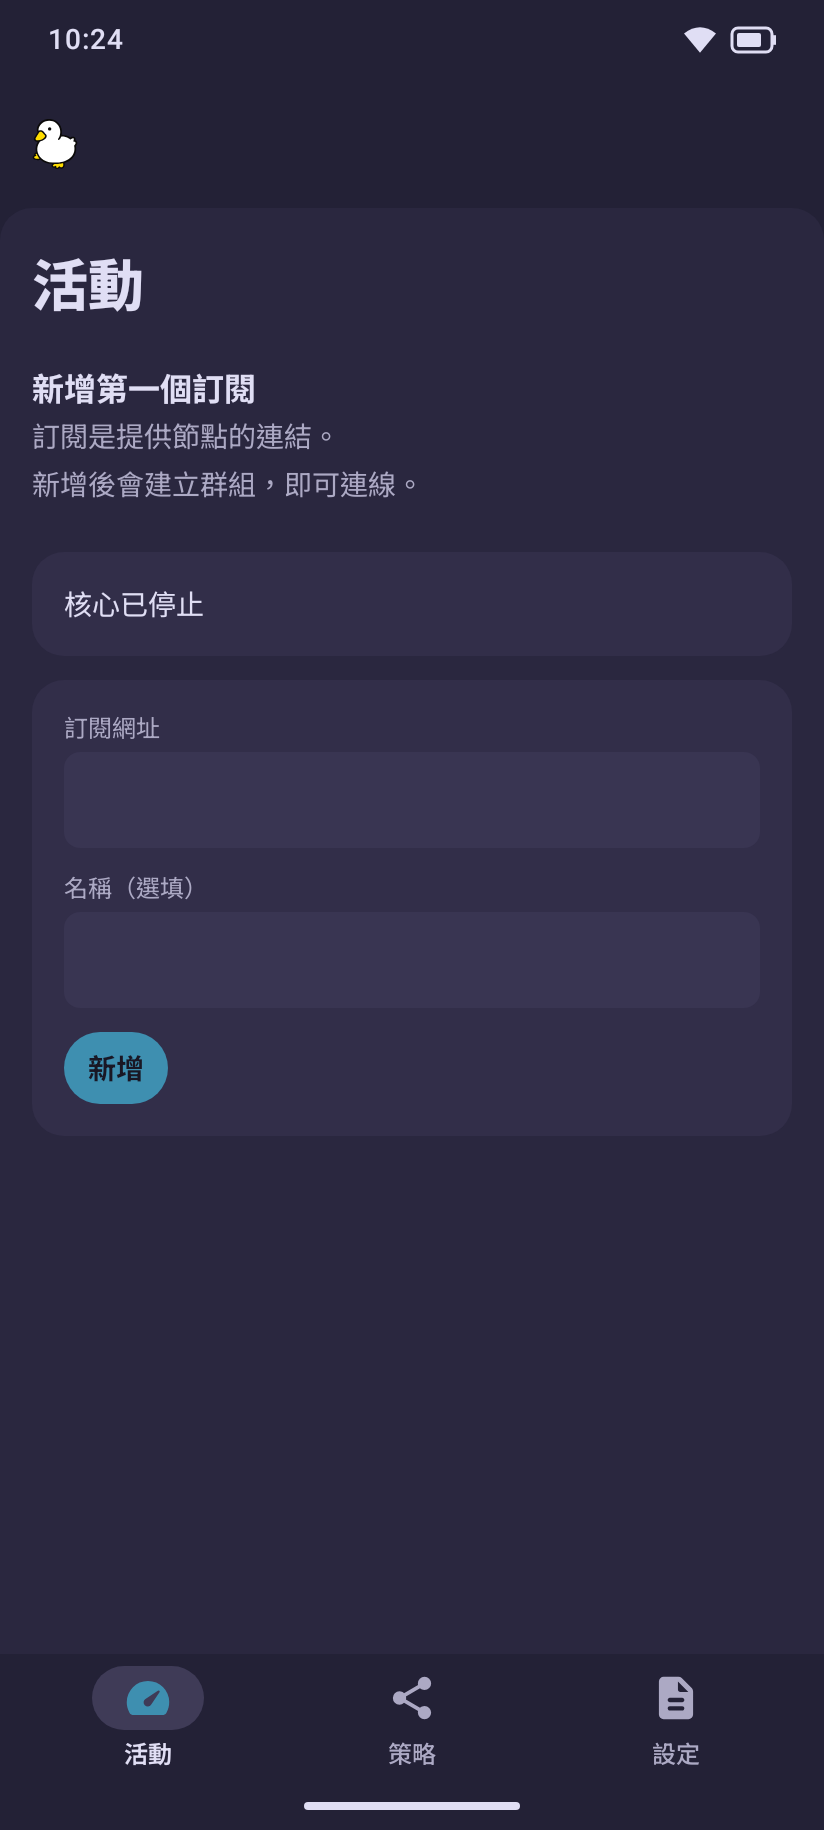 10:24
活動
新增第一個訂閱
訂閱是提供節點的連結。
新增後會建立群組，即可連線。
核心已停止
訂閱網址
名稱（選填）
新增
活動
策略
設定